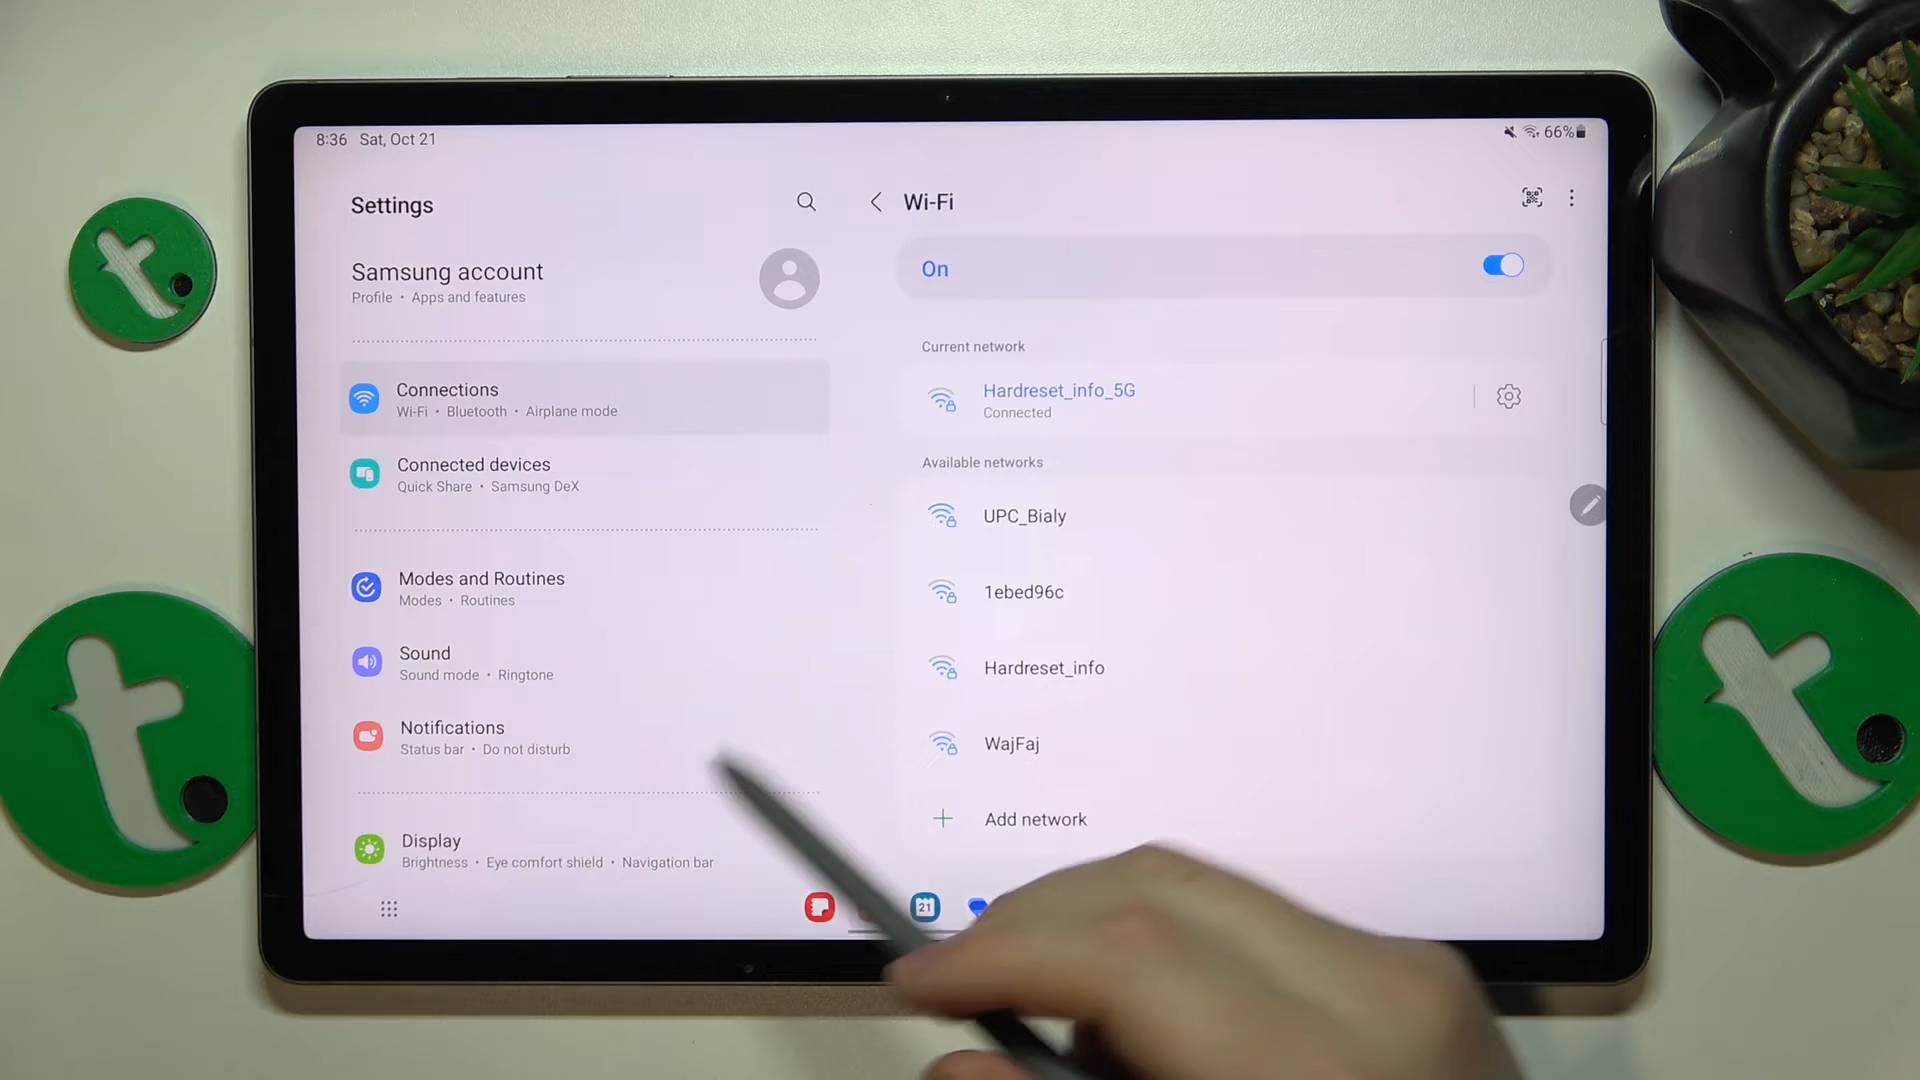 8:36 Sat, Oct 21
66%
Settings
Samsung account
Profile • Apps and features
Connections
Wi-Fi • Bluetooth • Airplane mode
Connected devices
Quick Share • Samsung DeX
Modes and Routines
Modes • Routines
Sound
Sound mode • Ringtone
Notifications
Status bar • Do not disturb
Display
Brightness • Eye comfort shield • Navigation bar
Wi-Fi
On
Current network
Hardreset_info_5G
Connected
Available networks
UPC_Bialy
1ebed96c
Hardreset_info
WajFaj
Add network
21